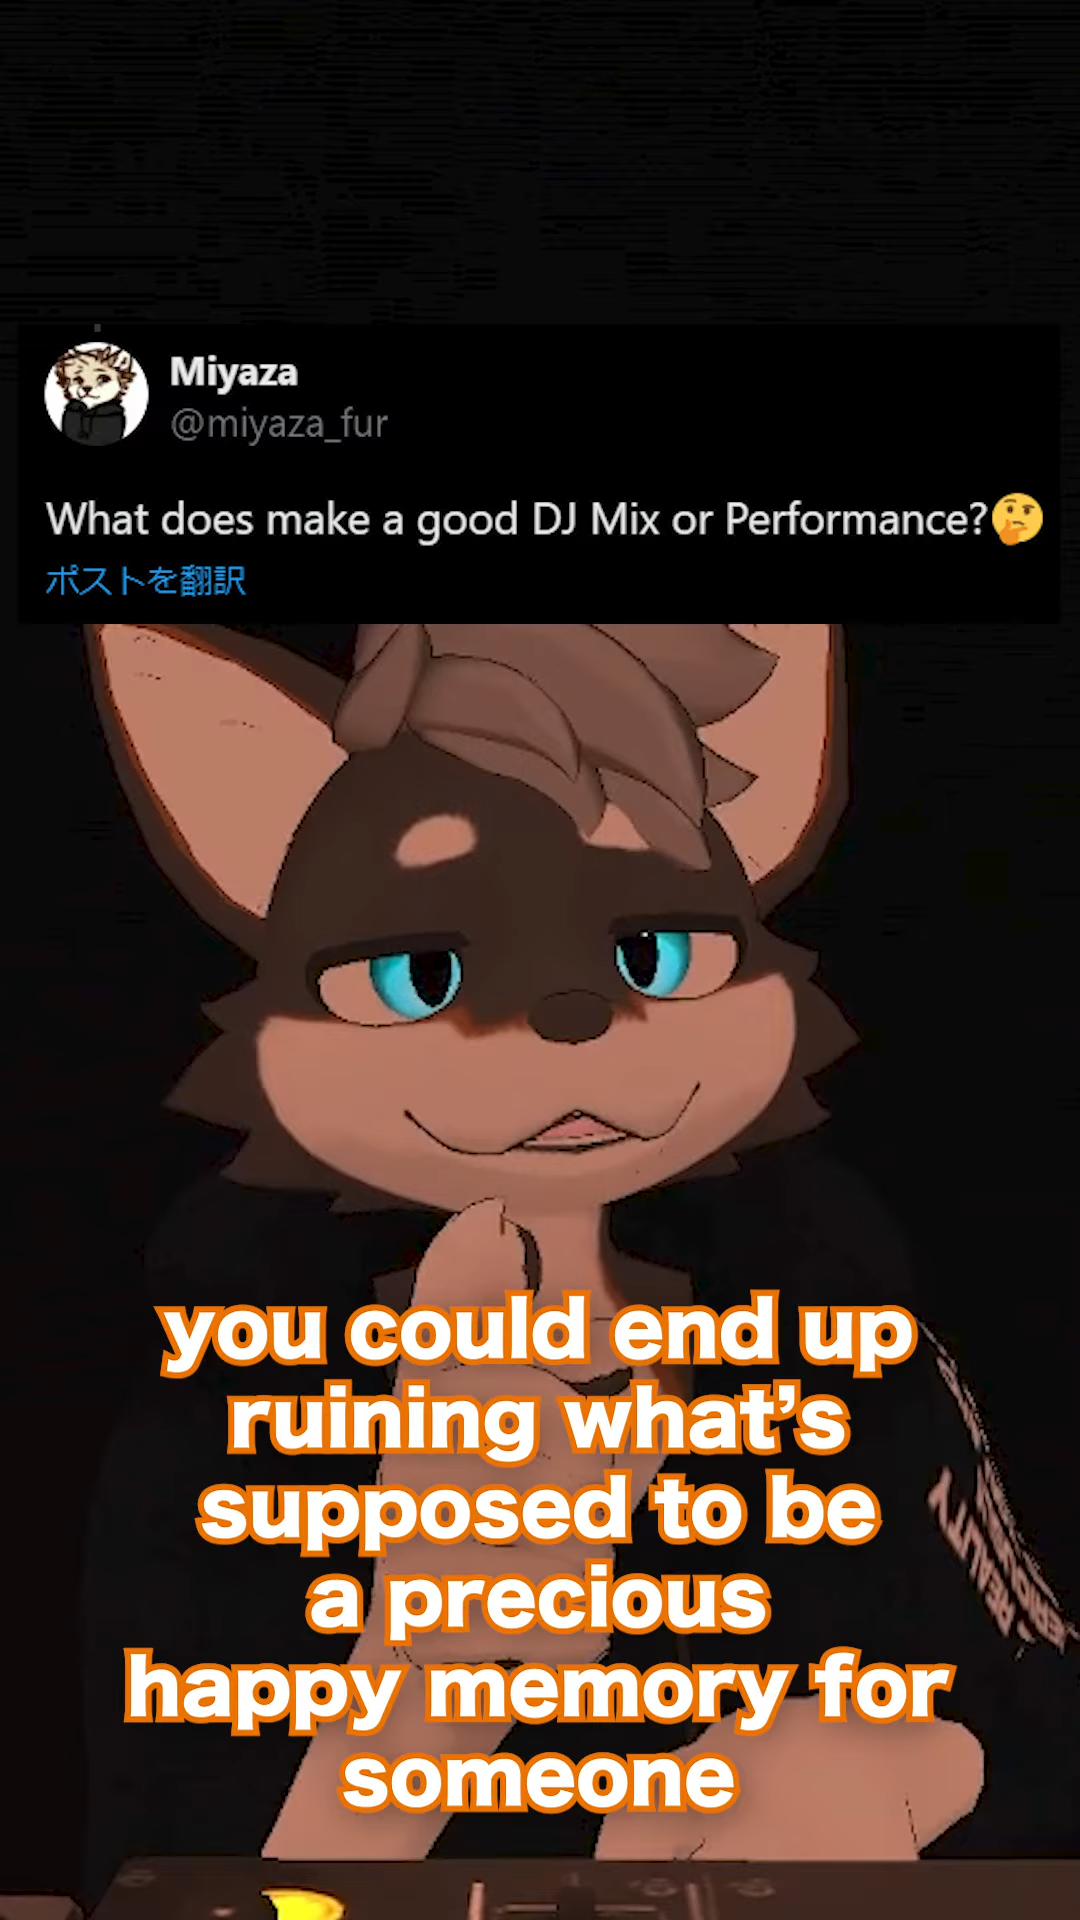 Miyaza
@miyaza_fur
What does make a good DJ Mix or Performance?🤔
ポストを翻訳
you could end up
ruining what's
supposed to be
a precious
happy memory for
someone
REALITY